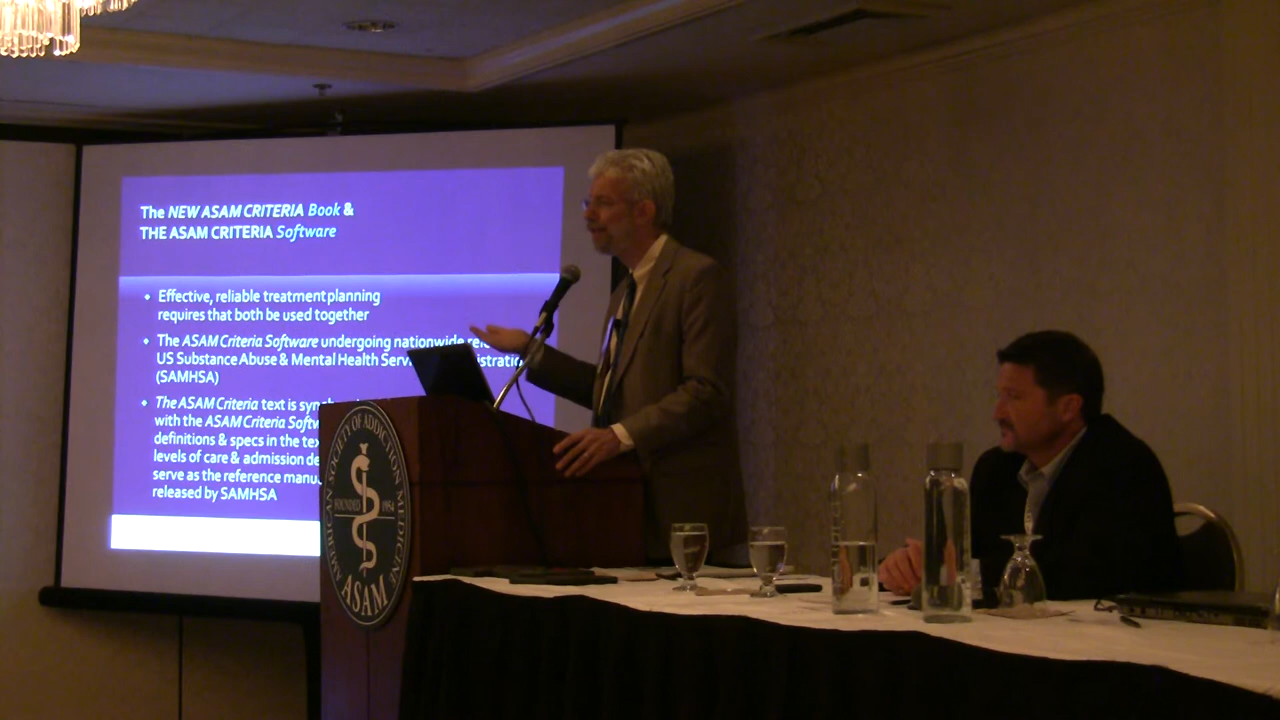 The NEW ASAM CRITERIA Book &
THE ASAM CRITERIA Software
Effective, reliable treatment planning
requires that both be used together
The ASAM Criteria Software undergoing nationwide
US Substance Abuse & Mental Health
(SAMHSA)
The ASAM Criteria text is
with the ASAM Criteria
definitions & specs in the
levels of care & admission
serve as the reference
released by SAMHSA
AMERICAN SOCIETY OF ADDICTION MEDICINE
FOUNDED 1954
ASAM